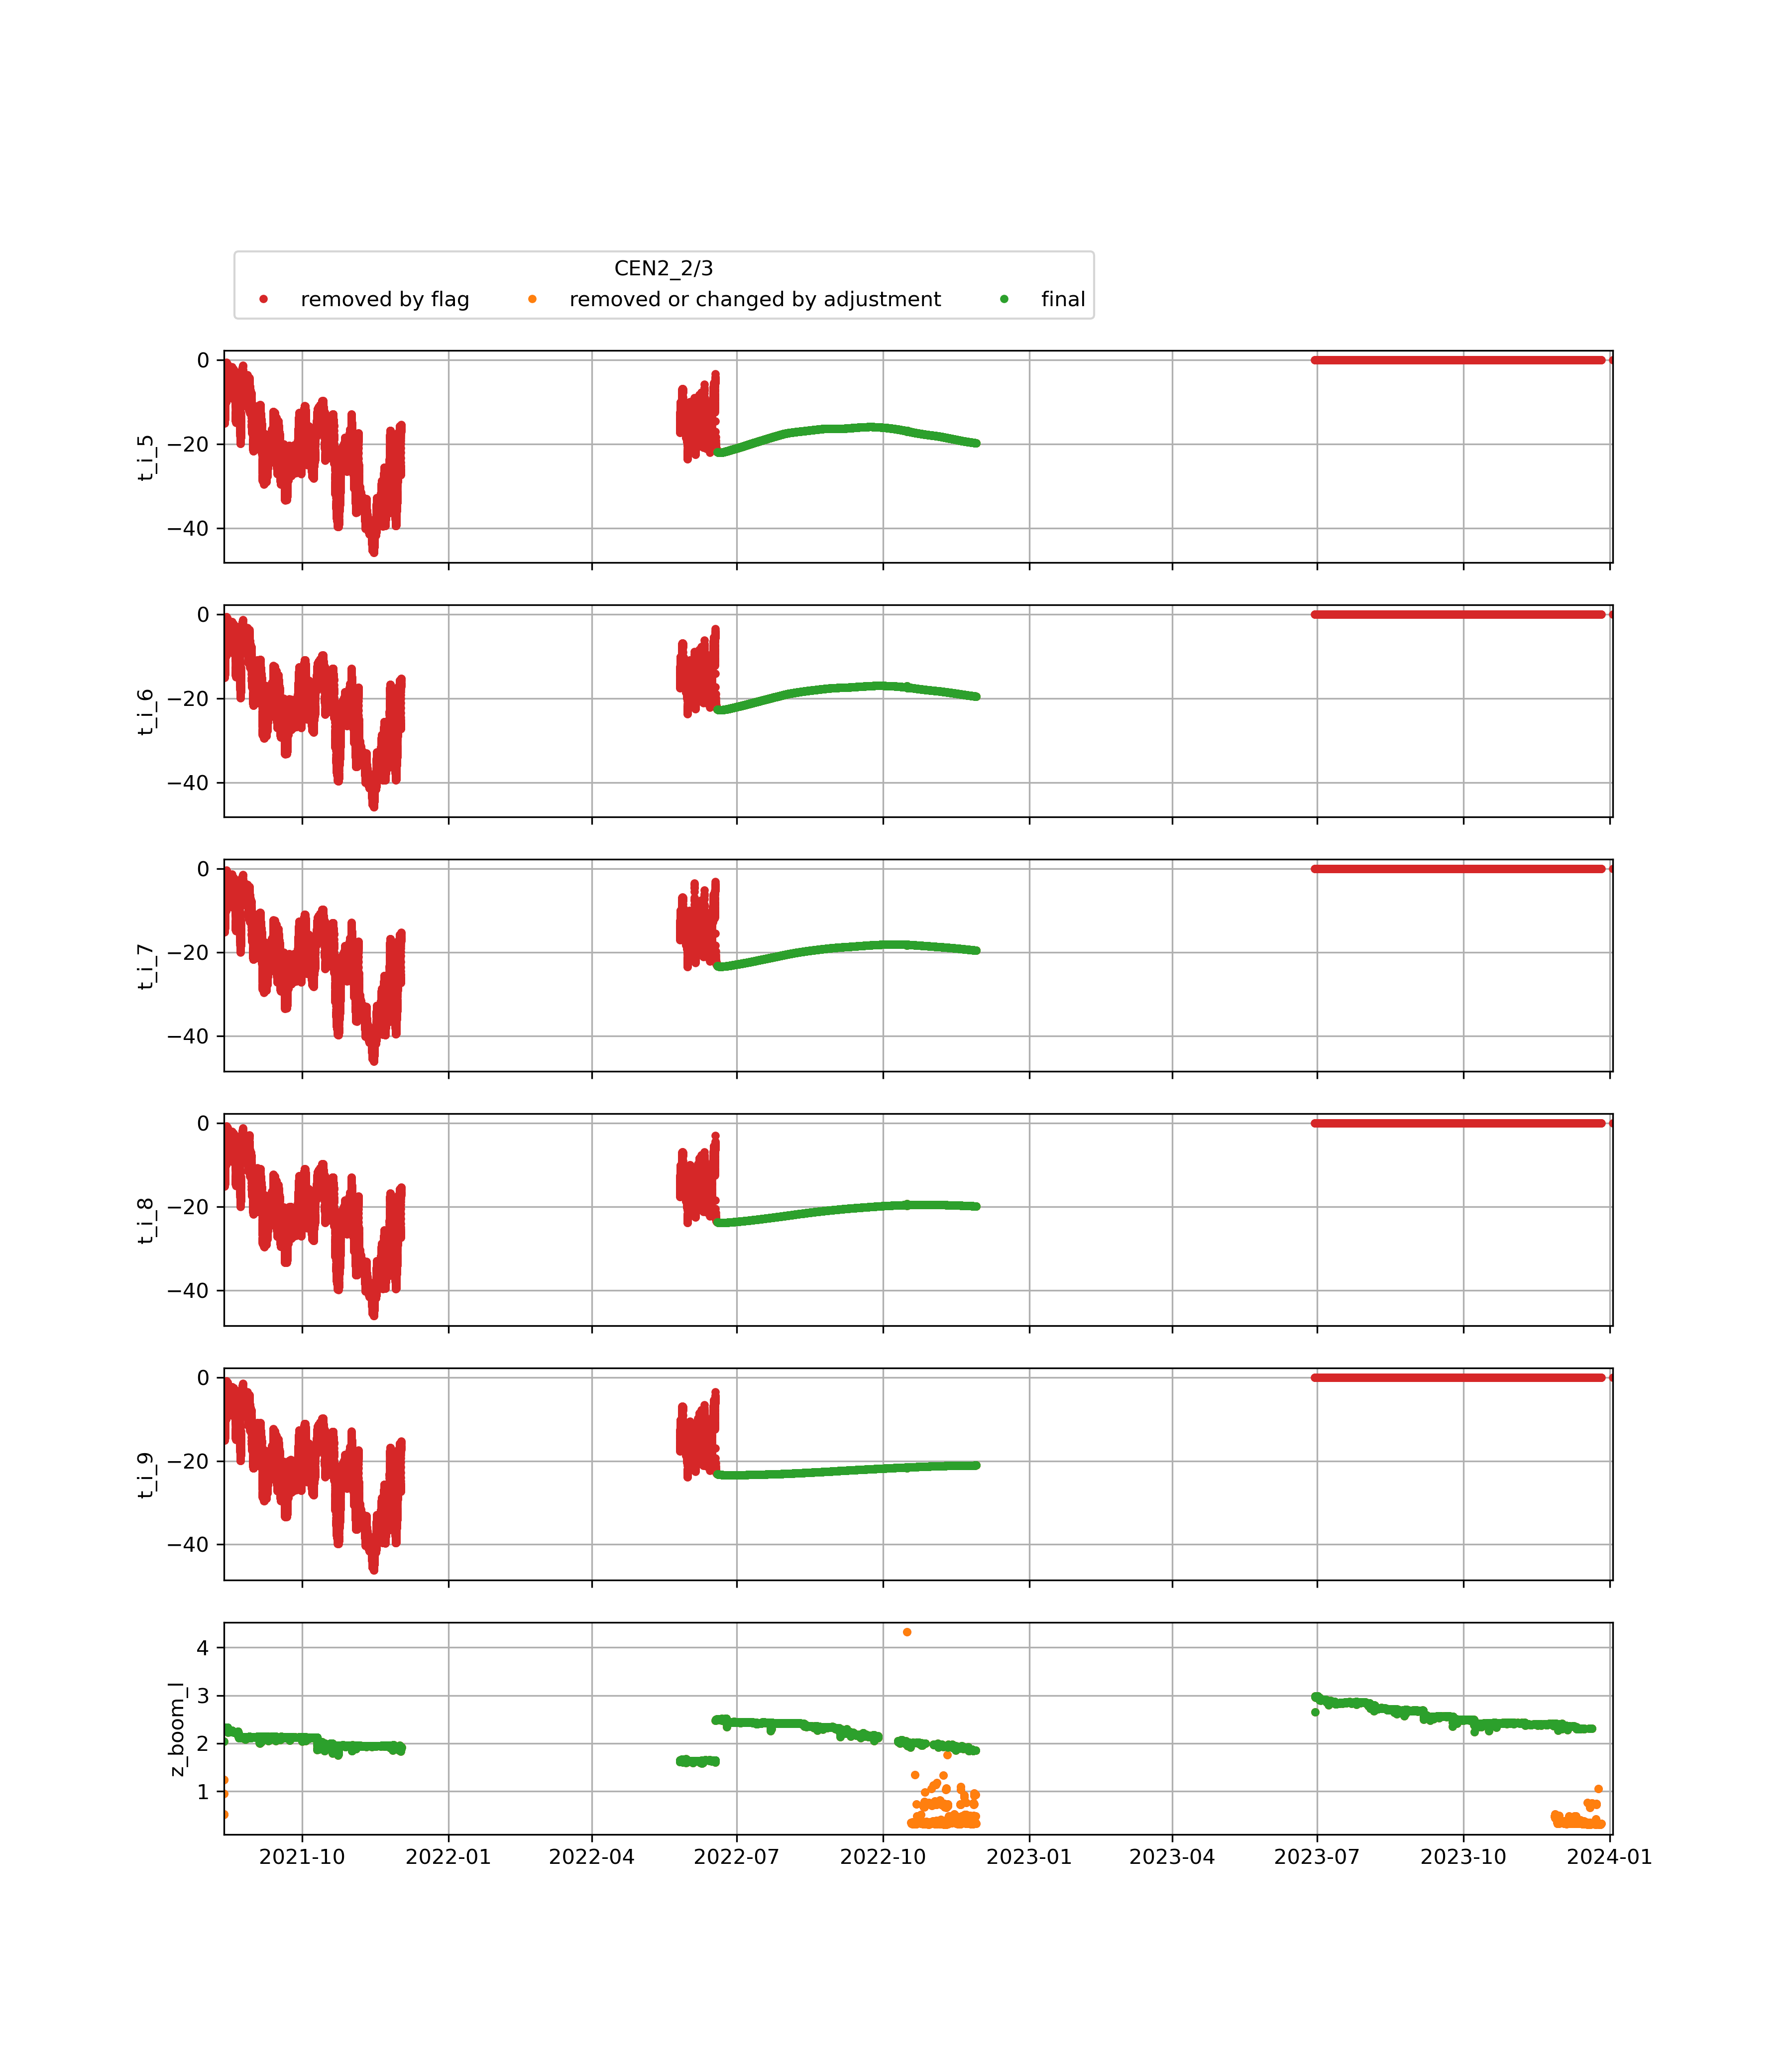 CEN2_2/3
removed by flag removed or changed by adjustment final
0
−20
−40
t_i_5
0
−20
−40
t_i_6
0
−20
−40
t_i_7
0
−20
−40
t_i_8
0
−20
−40
t_i_9
4
3
2
1
z_boom_l
2021-10 2022-01 2022-04 2022-07 2022-10 2023-01 2023-04 2023-07 2023-10 2024-01